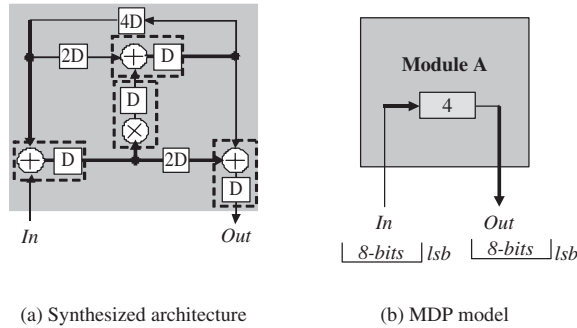 4D
2D
D
D
D
2D
D
In
Out
(a) Synthesized architecture
Module A
4
In
Out
8-bits lsb
8-bits lsb
(b) MDP model